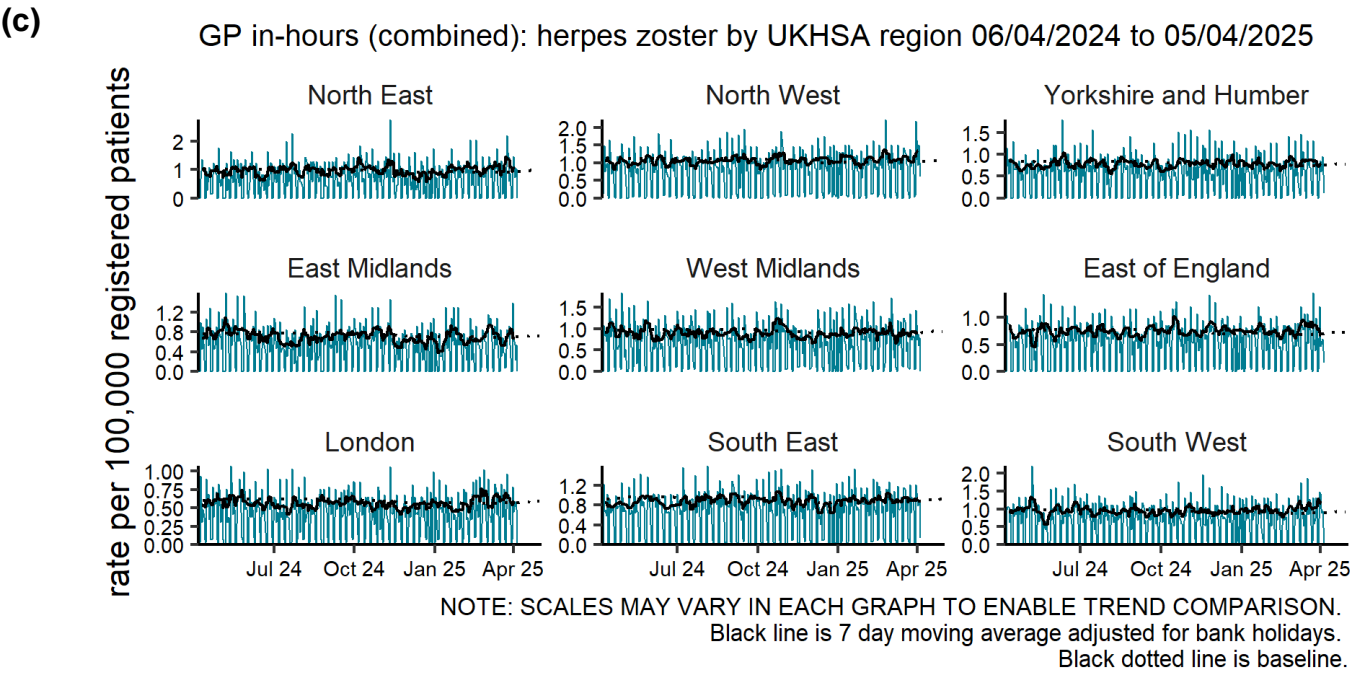 (c)
GP in-hours (combined): herpes zoster by UKHSA region 06/04/2024 to 05/04/2025
rate per 100,000 registered patients
North East
2
1
0
North West
2.0
1.5
1.0
0.5
0.0
Yorkshire and Humber
1.5
1.0
0.5
0.0
East Midlands
1.2
0.8
0.4
0.0
West Midlands
1.5
1.0
0.5
0.0
East of England
1.0
0.5
0.0
London
1.00
0.75
0.50
0.25
0.00
South East
1.2
0.8
0.4
0.0
South West
2.0
1.5
1.0
0.5
0.0
Jul 24 Oct 24 Jan 25 Apr 25
Jul 24 Oct 24 Jan 25 Apr 25
Jul 24 Oct 24 Jan 25 Apr 25
NOTE: SCALES MAY VARY IN EACH GRAPH TO ENABLE TREND COMPARISON.
Black line is 7 day moving average adjusted for bank holidays.
Black dotted line is baseline.